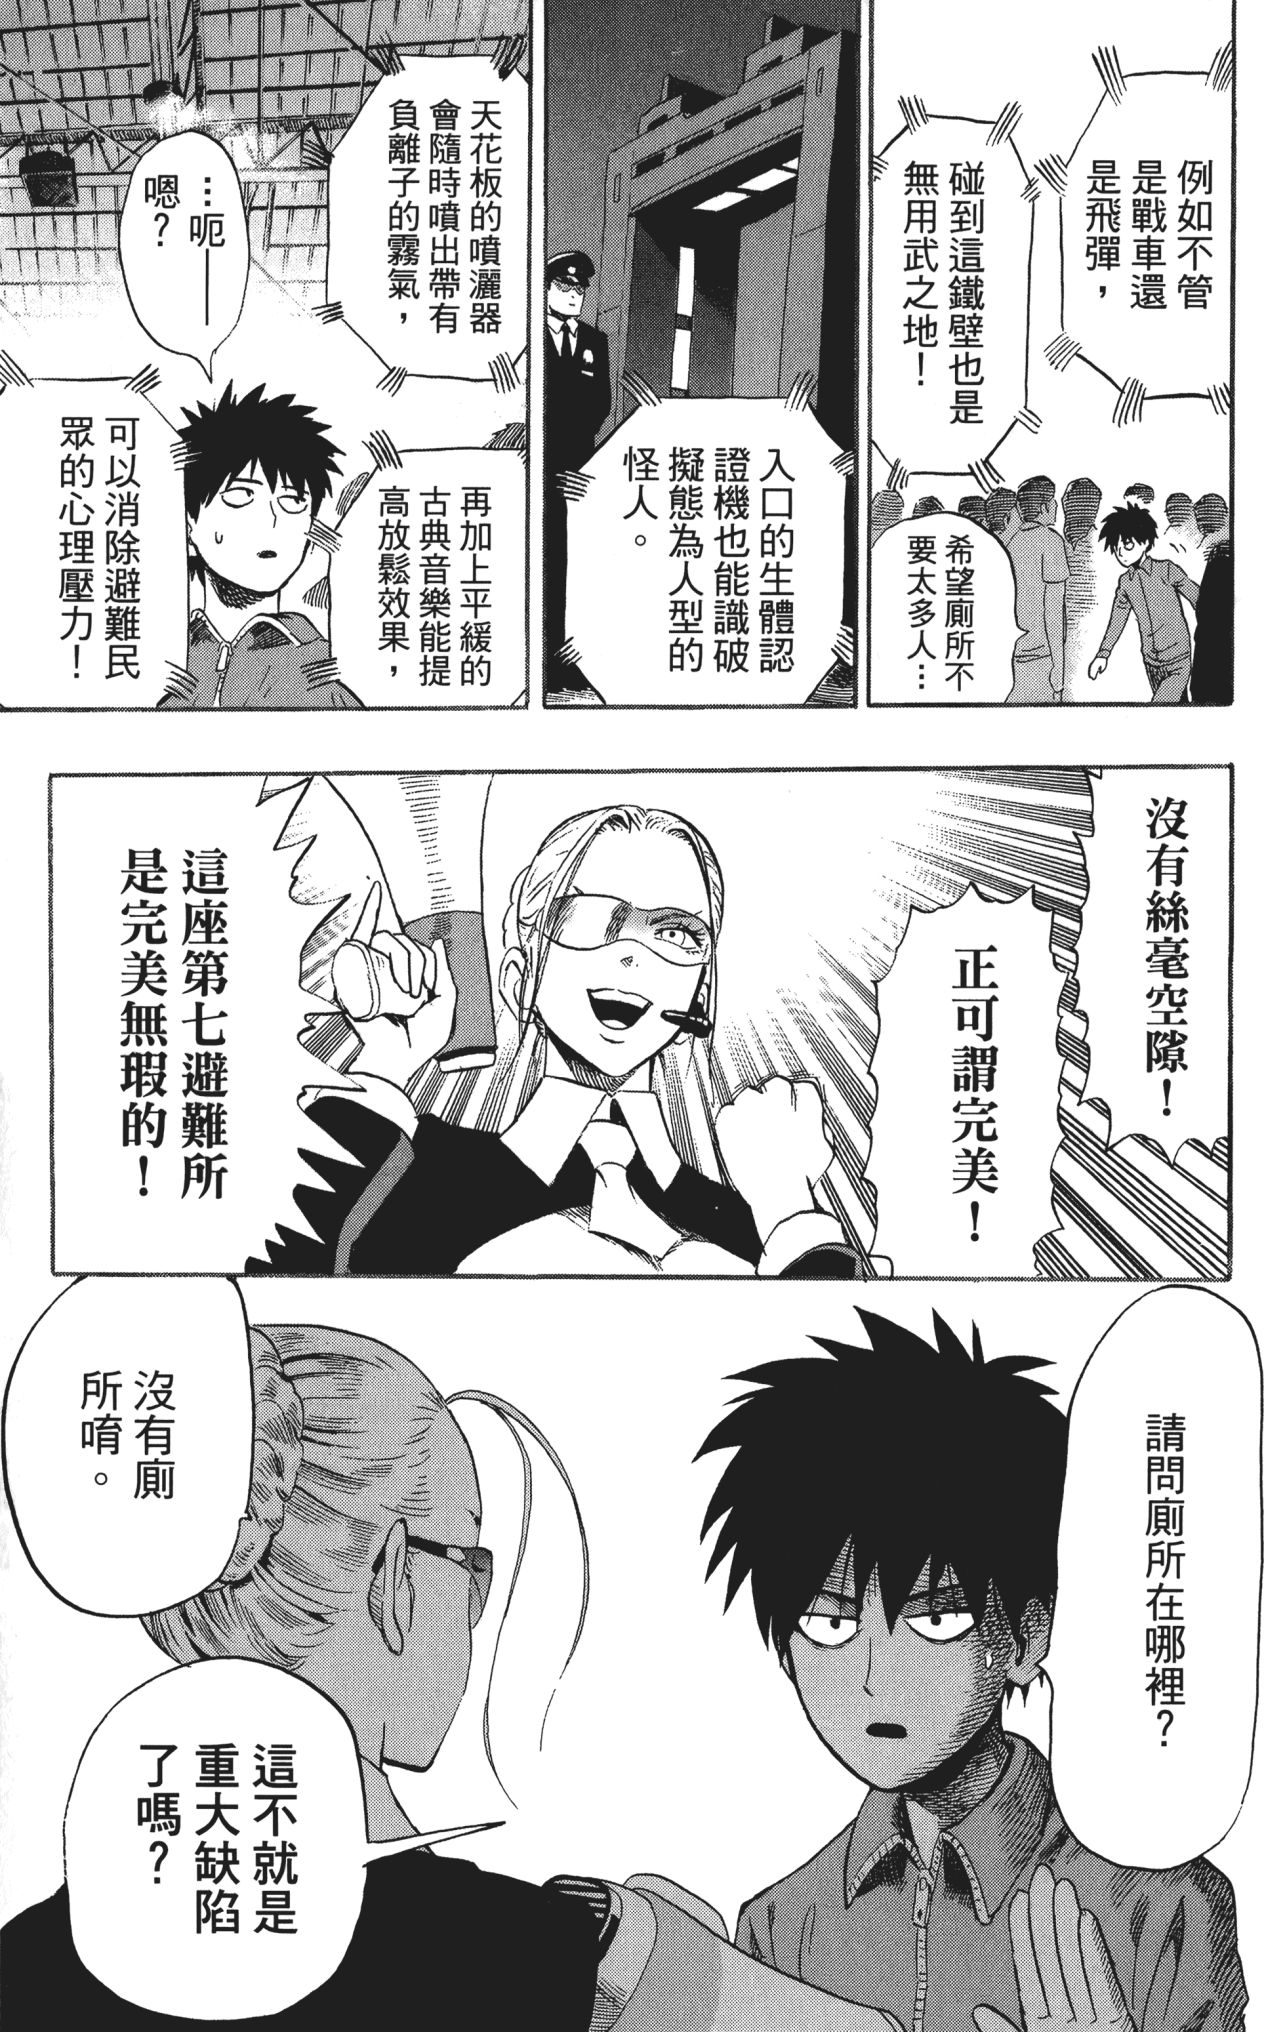 例如不管
是戰車還
是飛彈，
碰到這鐵壁也是
無用武之地！
希望廁所不
要太多人…
入口的生體認
證機也能識破
擬態為人型的
怪人。
天花板的噴灑器
會隨時噴出帶有
負離子的霧氣，
…呃——
嗯？
再加上平緩的
古典音樂能提
高放鬆效果，
可以消除避難民
眾的心理壓力！
沒有絲毫空隙！
正可謂完美！
這座第七避難所
是完美無瑕的！
請問廁所在哪裡？
沒有廁
所唷。
這不就是
重大缺陷
了嗎？